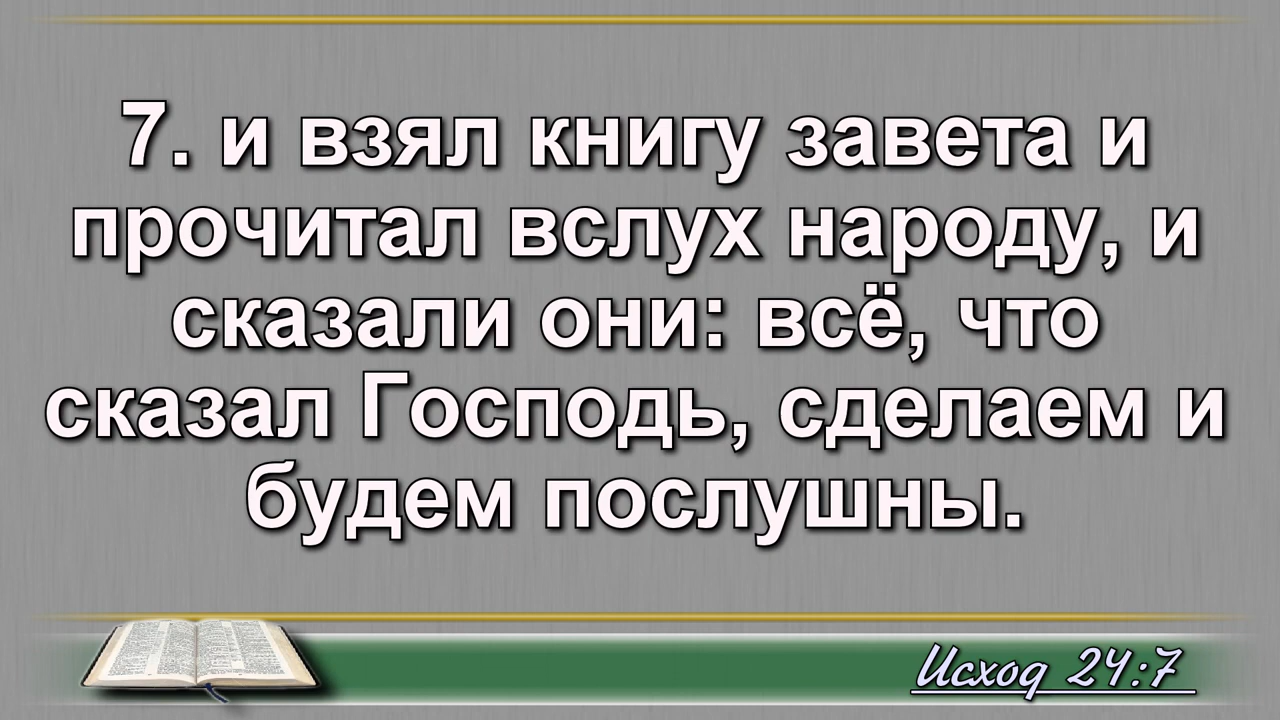 7. и взял книгу завета и
прочитал вслух народу, и
сказали они: всё, что
сказал Господь, сделаем и
будем послушны.
Исход 24:7